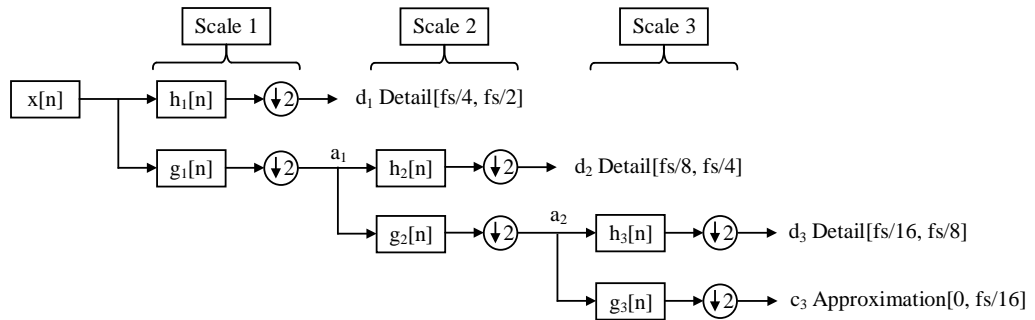 Scale 1 Scale 2 Scale 3
x[n] h₁[n] ↓2 d₁ Detail[fs/4, fs/2]
g₁[n] ↓2 a₁ h₂[n] ↓2 d₂ Detail[fs/8, fs/4]
g₂[n] ↓2 a₂ h₃[n] ↓2 d₃ Detail[fs/16, fs/8]
g₃[n] ↓2 c₃ Approximation[0, fs/16]